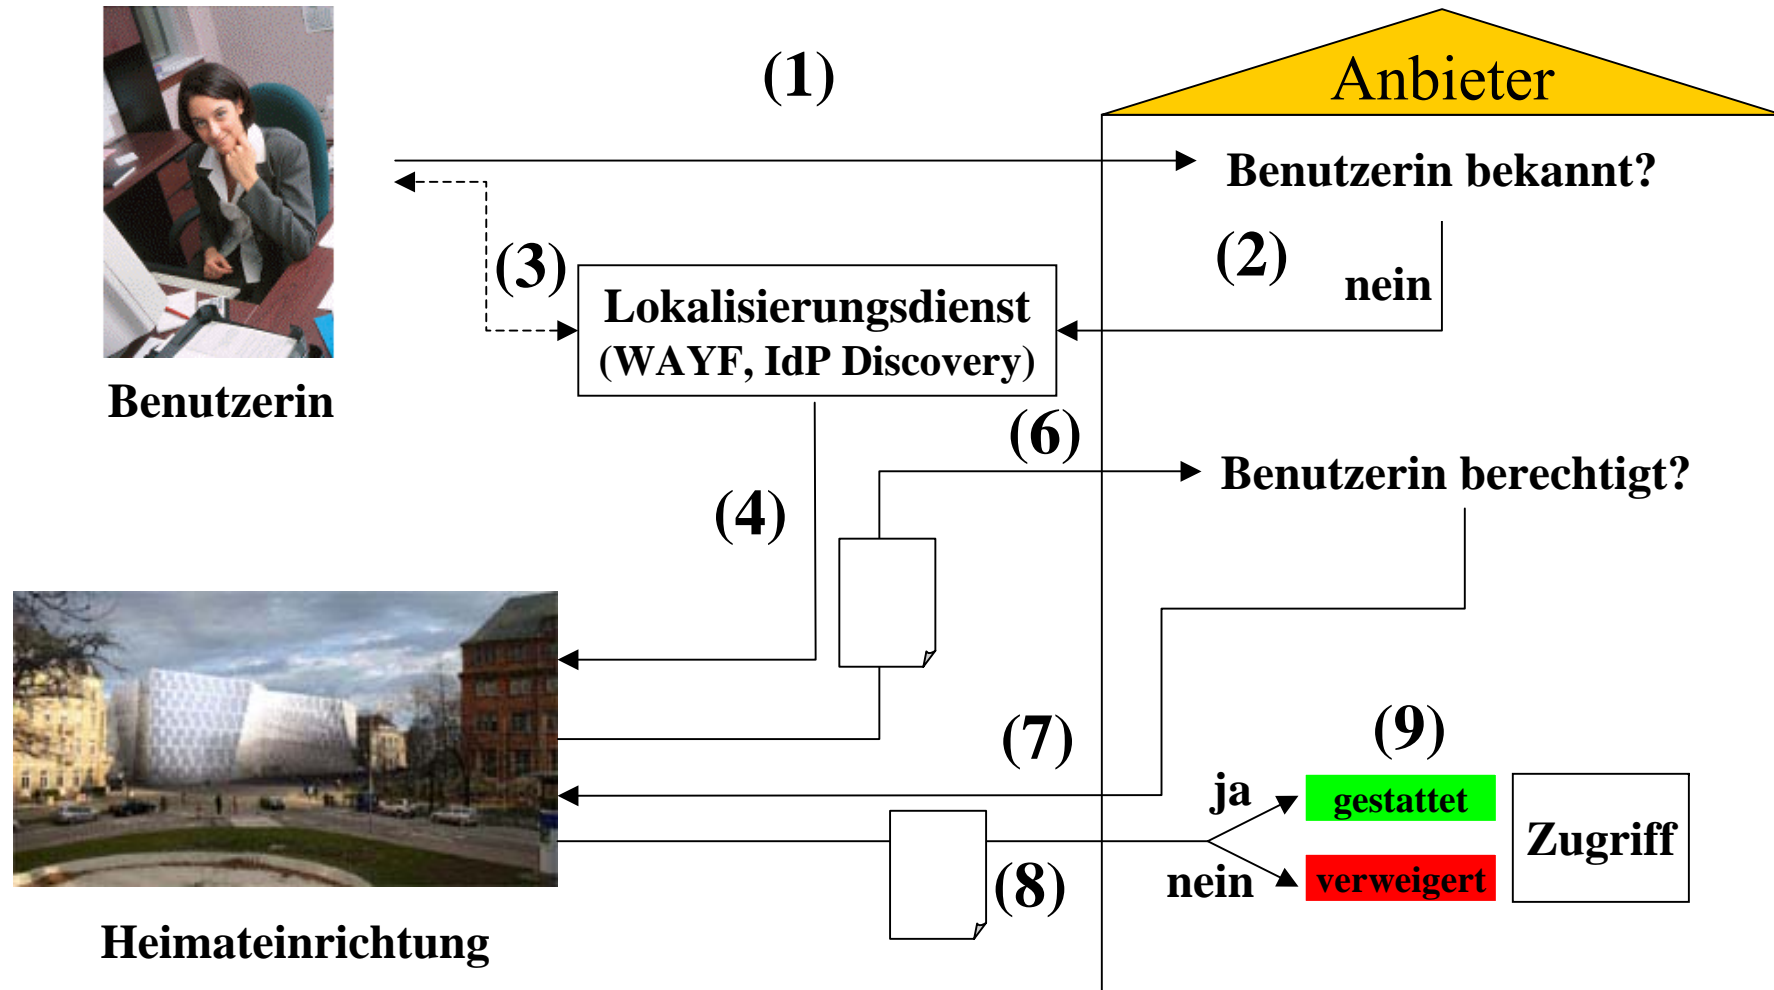 (1)
Anbieter
Benutzerin bekannt?
(2)
nein
(3)
Lokalisierungsdienst
(WAYF, IdP Discovery)
Benutzerin
(6)
Benutzerin berechtigt?
(4)
(7)
(9)
ja
gestattet
Zugriff
nein
verweigert
(8)
Heimateinrichtung